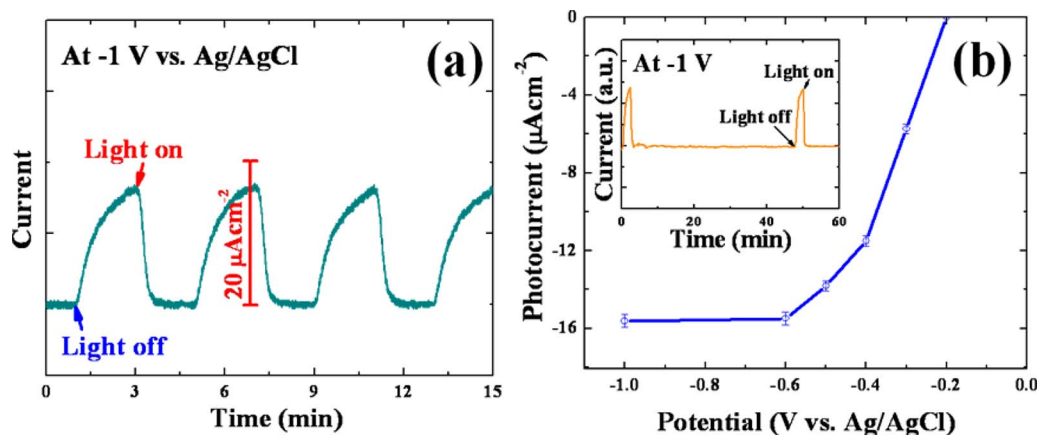 At -1 V vs. Ag/AgCl
(a)
Light on
20 μAcm-2
Light off
Current
0
3
6
9
12
15
Time (min)
(b)
At -1 V
Light on
Light off
Current (a.u.)
0
20
40
60
Time (min)
Photocurrent (μAcm-2)
0
-4
-8
-12
-16
-1.0
-0.8
-0.6
-0.4
-0.2
0.0
Potential (V vs. Ag/AgCl)